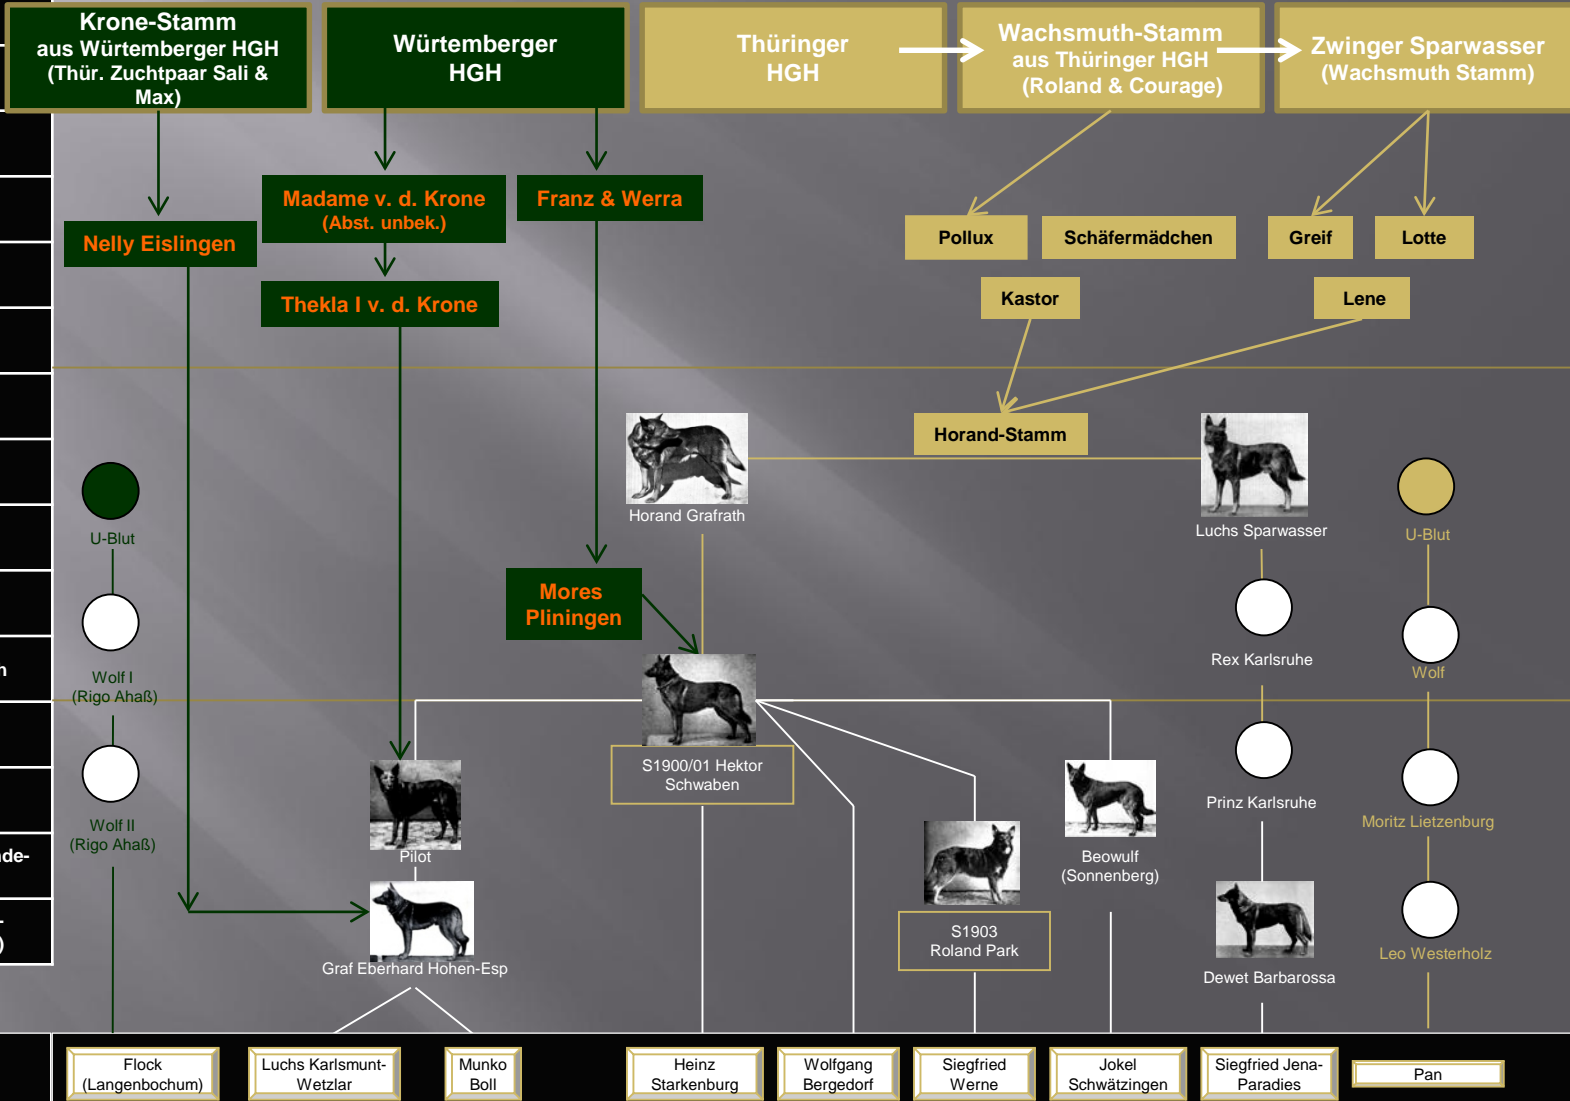 Krone-Stamm
aus Würtemberger HGH
(Thür. Zuchtpaar Sali &
Max)
Würtemberger
HGH
Thüringer
HGH
Wachsmuth-Stamm
aus Thüringer HGH
(Roland & Courage)
Zwinger Sparwasser
(Wachsmuth Stamm)
Madame v. d. Krone
(Abst. unbek.)
Franz & Werra
Nelly Eislingen
Pollux
Schäfermädchen
Greif
Lotte
Thekla I v. d. Krone
Kastor
Lene
Horand-Stamm
Horand Grafrath
Luchs Sparwasser
U-Blut
U-Blut
Mores
Pliningen
Wolf I
(Rigo Ahaß)
Rex Karlsruhe
Wolf
h
S1900/01 Hektor
Schwaben
Prinz Karlsruhe
Moritz Lietzenburg
Wolf II
(Rigo Ahaß)
Pilot
Beowulf
(Sonnenberg)
nde-
-
)
S1903
Roland Park
Graf Eberhard Hohen-Esp
Dewet Barbarossa
Leo Westerholz
Flock
(Langenbochum)
Luchs Karlsmunt-
Wetzlar
Munko
Boll
Heinz
Starkenburg
Wolfgang
Bergedorf
Siegfried
Werne
Jokel
Schwätzingen
Siegfried Jena-
Paradies
Pan